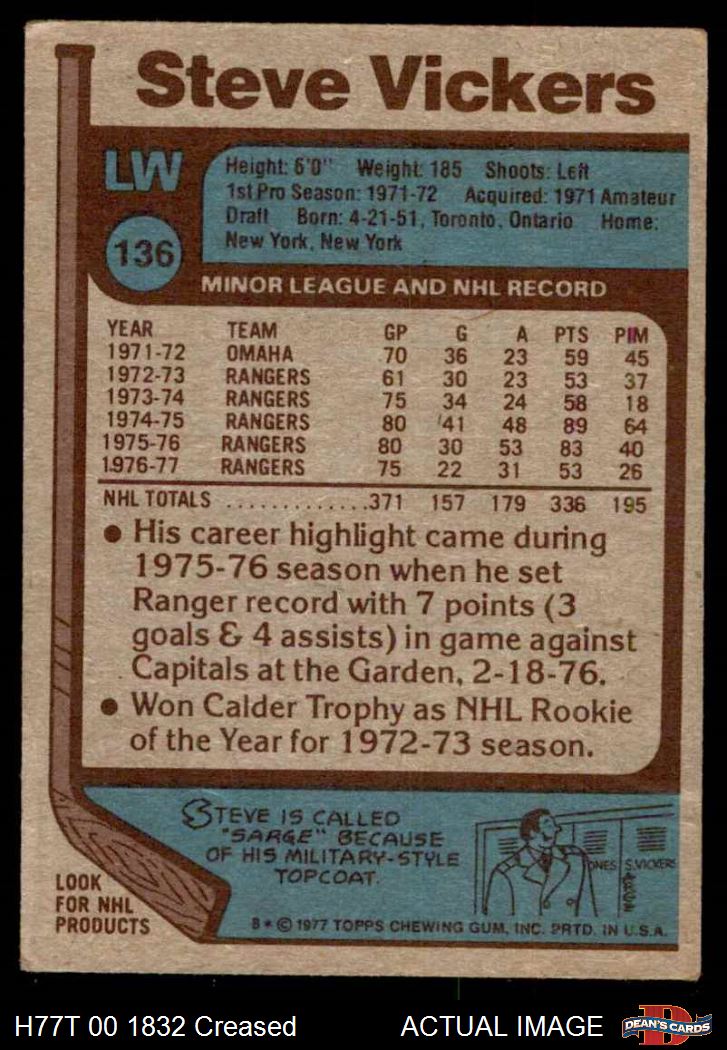 Steve Vickers
LW
136
Height: 6'0" Weight: 185 Shoots: Left
1st Pro Season: 1971-72 Acquired: 1971 Amateur
Draft Born: 4-21-51, Toronto, Ontario Home:
New York, New York
MINOR LEAGUE AND NHL RECORD
YEAR TEAM GP G A PTS PIM
1971-72 OMAHA 70 36 23 59 45
1972-73 RANGERS 61 30 23 53 37
1973-74 RANGERS 75 34 24 58 18
1974-75 RANGERS 80 41 48 89 64
1975-76 RANGERS 80 30 53 83 40
1976-77 RANGERS 75 22 31 53 26
NHL TOTALS .............371 157 179 336 195
● His career highlight came during
1975-76 season when he set
Ranger record with 7 points (3
goals & 4 assists) in game against
Capitals at the Garden, 2-18-76.
● Won Calder Trophy as NHL Rookie
of the Year for 1972-73 season.
STEVE IS CALLED
"SARGE" BECAUSE
OF HIS MILITARY-STYLE
TOPCOAT.
ONES S.VICKERS
LOOK
FOR NHL
PRODUCTS
B* © 1977 TOPPS CHEWING GUM, INC. PRTD. IN U.S.A.
H77T 00 1832 Creased ACTUAL IMAGE
D
DEAN'S CARDS